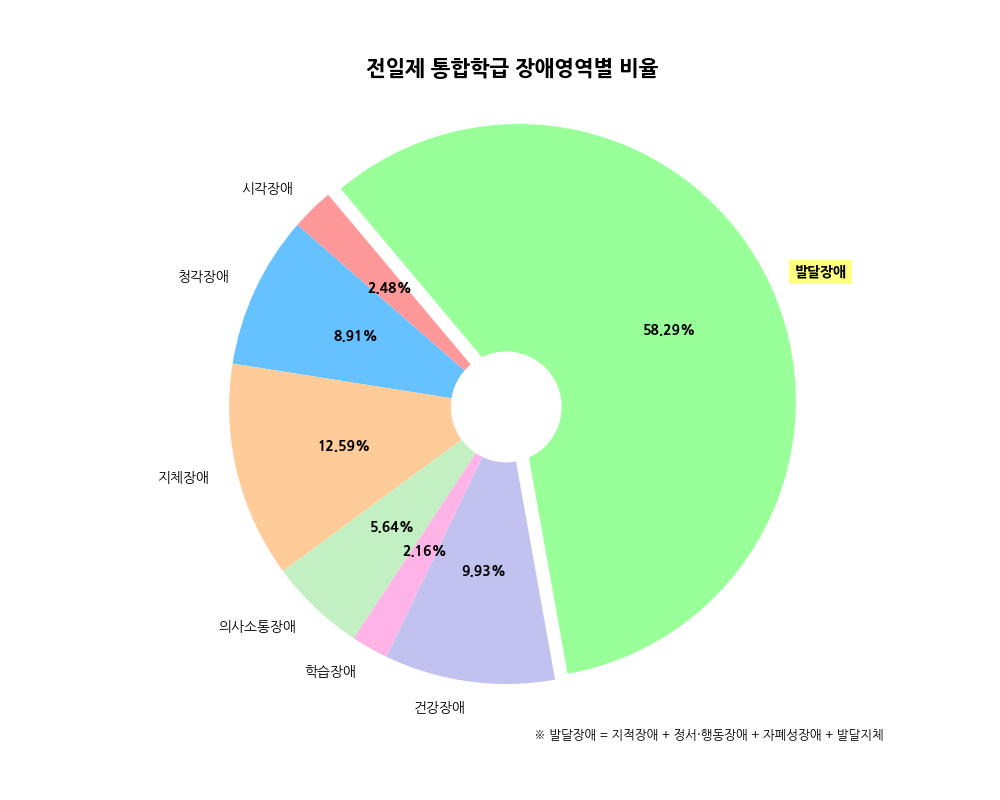 전일제 통합학급 장애영역별 비율
시각장애
청각장애
발달장애
2.48%
8.91%
58.29%
12.59%
지체장애
5.64%
2.16%
9.93%
의사소통장애
학습장애
건강장애
※ 발달장애 = 지적장애 + 정서·행동장애 + 자폐성장애 + 발달지체